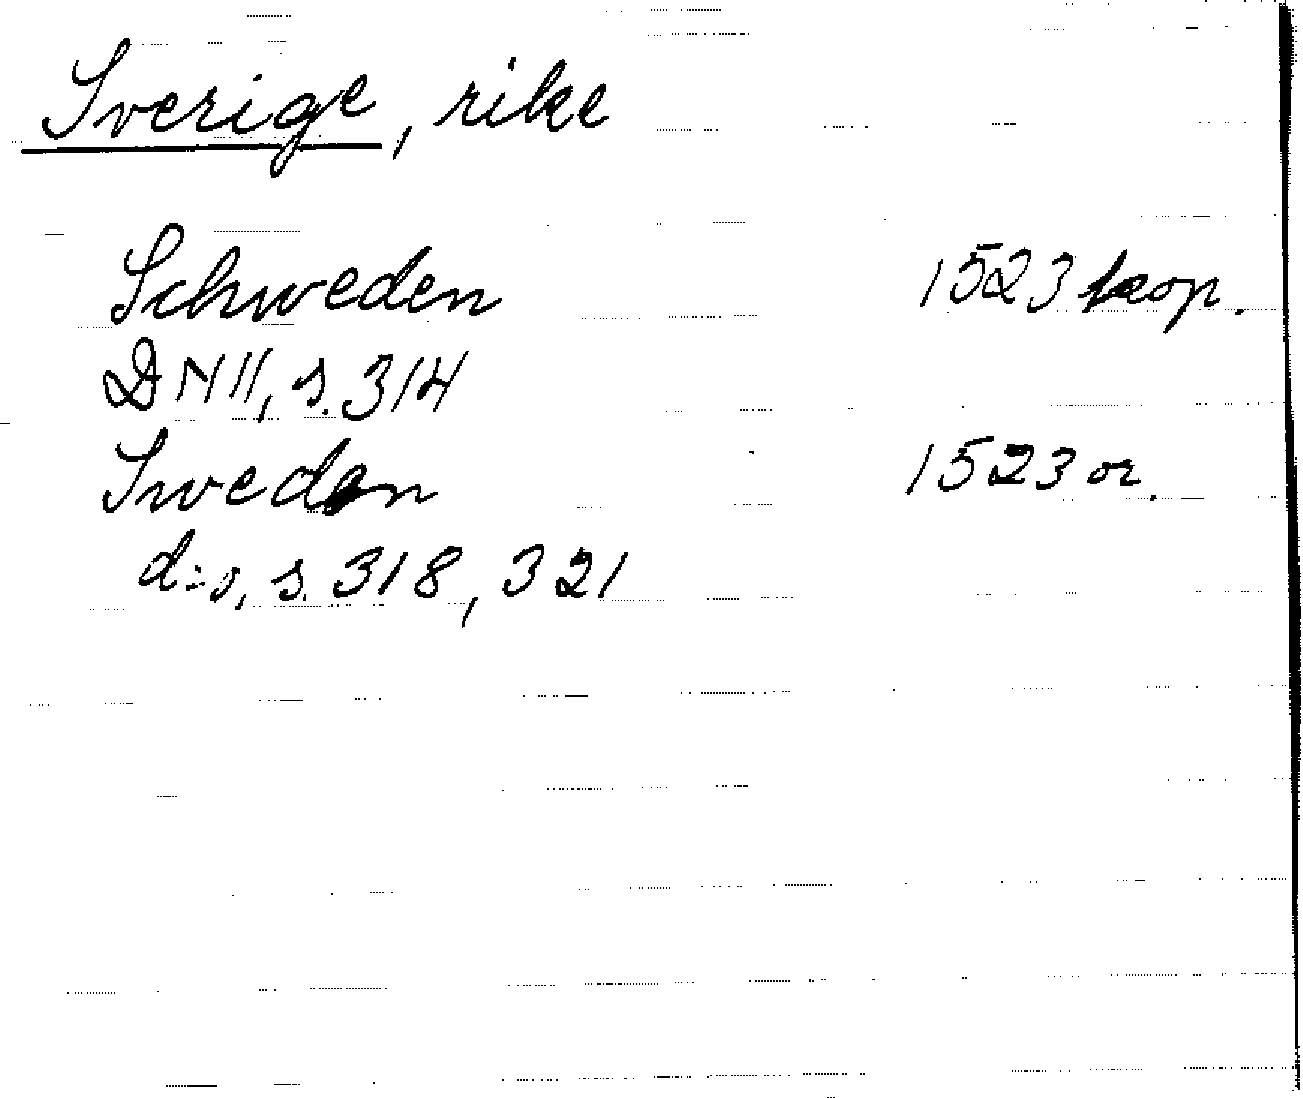 Sverige, rike
Schweden 1523 kop.
DN II, s. 314
Sweden 1523 or.
d:o, s. 318, 321